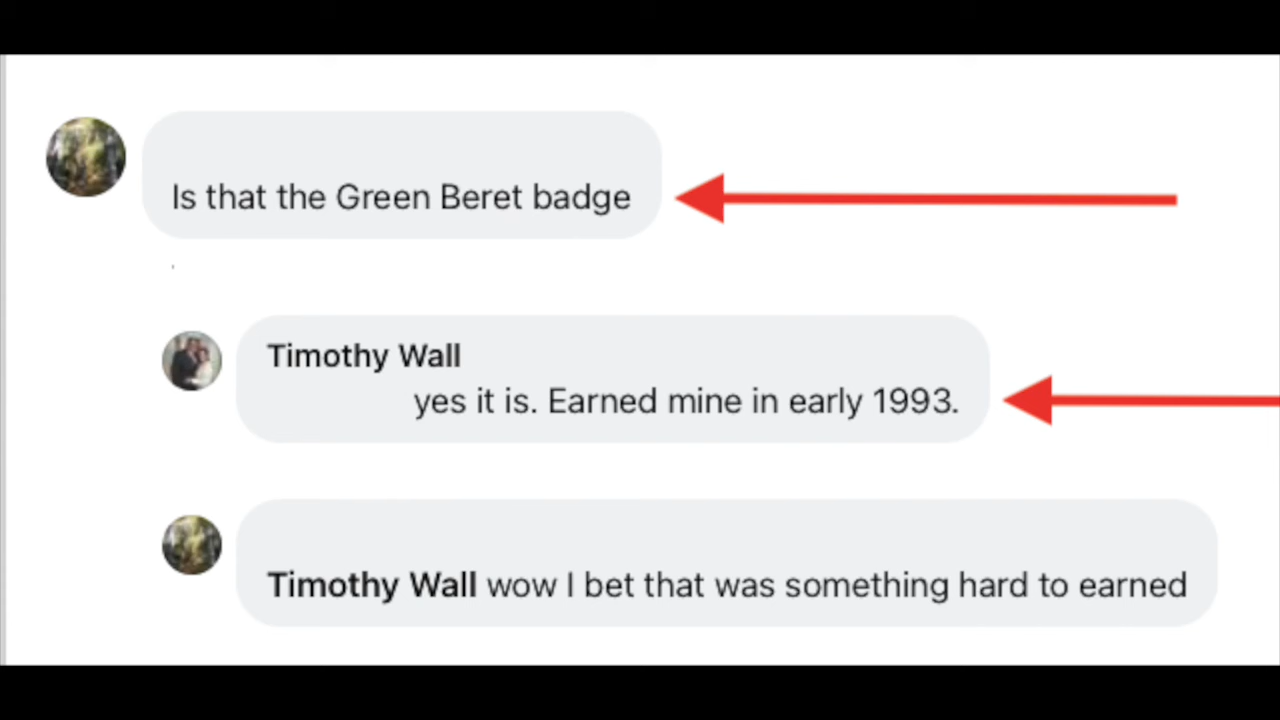 Is that the Green Beret badge
Timothy Wall
yes it is. Earned mine in early 1993.
Timothy Wall wow I bet that was something hard to earned